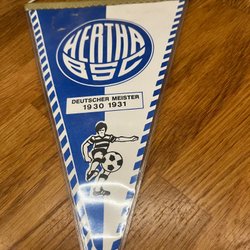 HERTHA
BSC
DEUTSCHER MEISTER
1930 1931